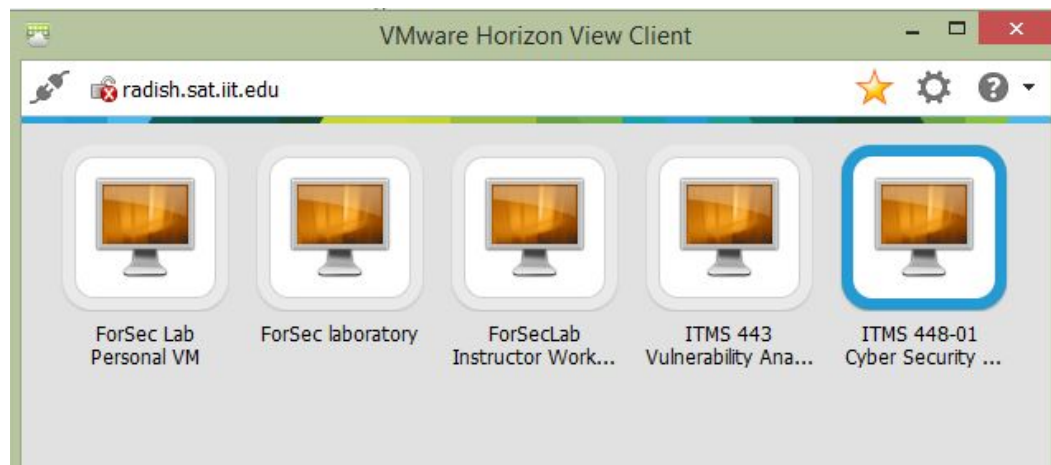 VMware Horizon View Client
radish.sat.iit.edu
ForSec Lab
Personal VM
ForSec laboratory
ForSecLab
Instructor Work...
ITMS 443
Vulnerability Ana...
ITMS 448-01
Cyber Security ...